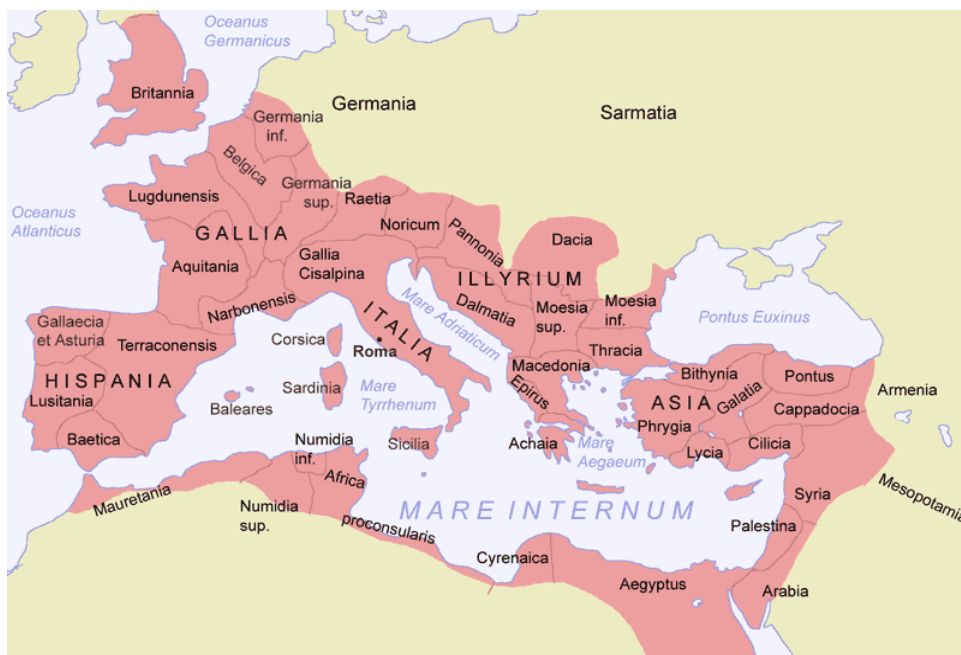 Oceanus
Germanicus
Britannia
Germania
Sarmatia
Germania
inf.
Belgica
Germania
sup.
Lugdunensis
Raetia
Noricum
Pannonia
Dacia
Oceanus
Atlanticus
GALLIA
Aquitania
Gallia
Cisalpina
ILLYRIUM
Dalmatia
Moesia
sup.
Moesia
inf.
Narbonensis
Mare Adriaticum
Pontus Euxinus
Gallaecia
et Asturia
Terraconensis
Corsica
ITALIA
Roma
Thracia
Macedonia
Epirus
Bithynia
Pontus
Galatia
Armenia
HISPANIA
Lusitania
Baleares
Sardinia
Mare
Tyrrhenum
ASIA
Phrygia
Cappadocia
Baetica
Numidia
inf.
Sicilia
Achaia
Mare
Aegaeum
Lycia
Cilicia
Mauretania
Numidia
sup.
Africa
proconsularis
MARE INTERNUM
Syria
Mesopotamia
Palestina
Cyrenaica
Aegyptus
Arabia